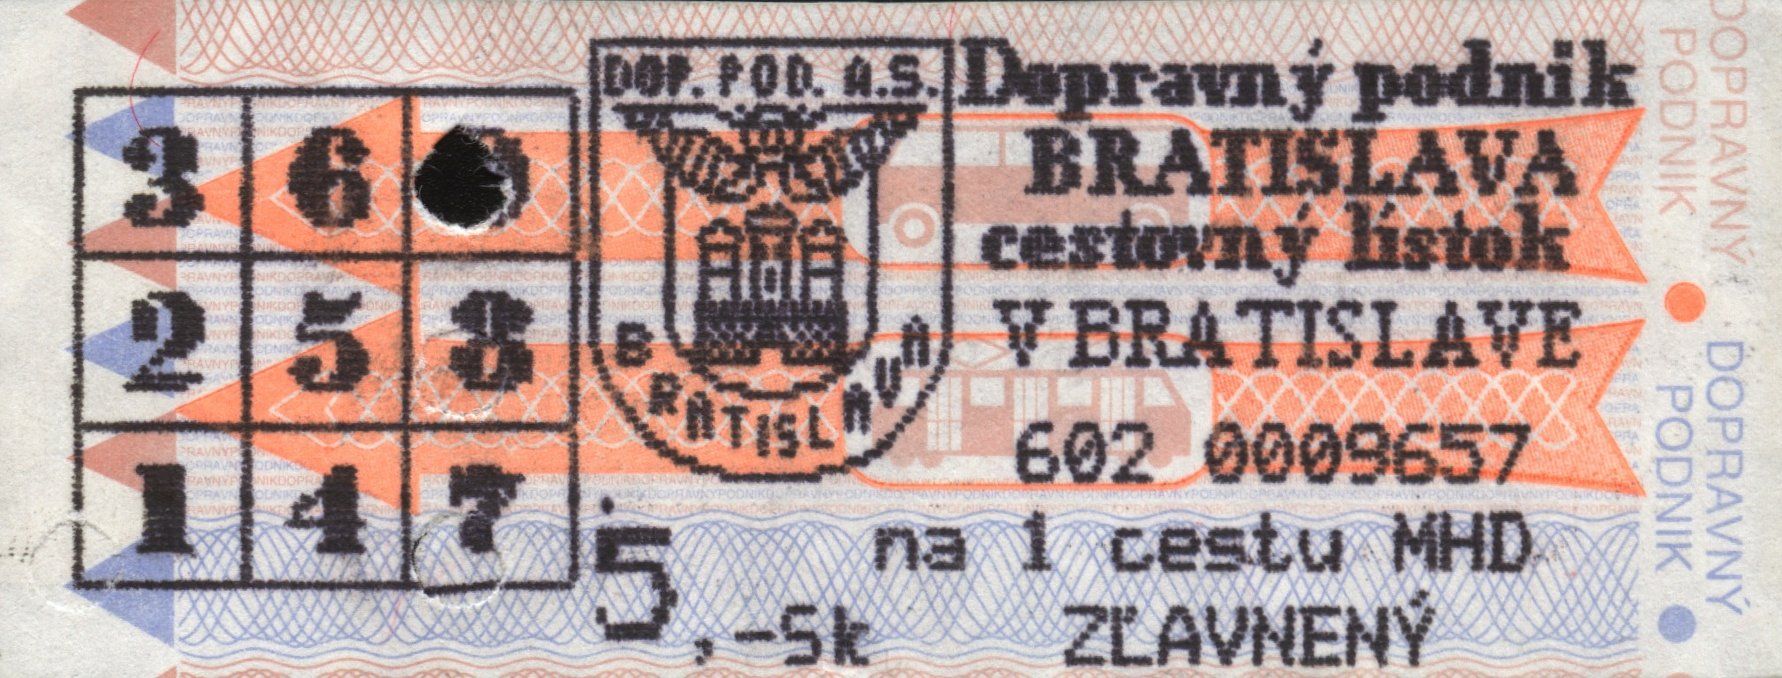 3 6 9
2 5 8
1 4 7
DOP. POD. A.S.
BRATISLAVA
Dopravný podnik
BRATISLAVA
cestovný lístok
V BRATISLAVE
602 0009657
na 1 cestu MHD
5,-Sk
ZĽAVNENÝ
DOPRAVNÝ
PODNIK
DOPRAVNÝ
PODNIK